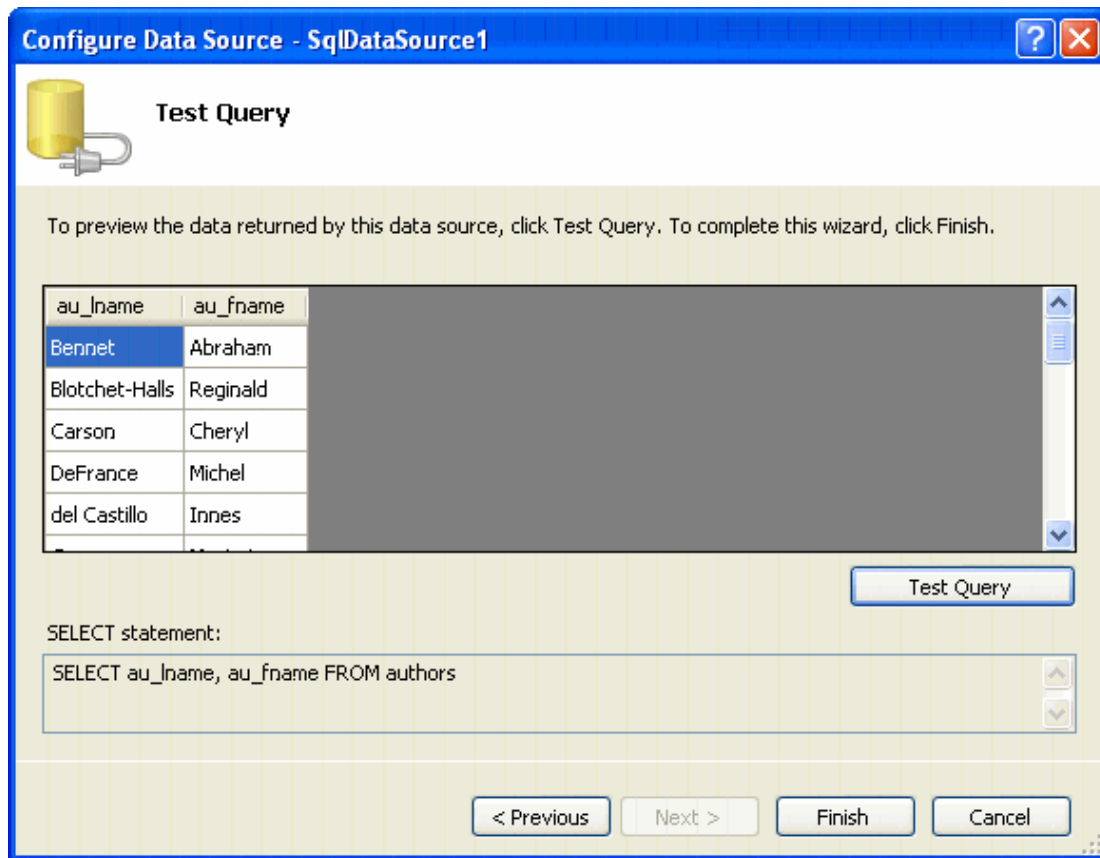 Configure Data Source - SqlDataSource1
Test Query
To preview the data returned by this data source, click Test Query. To complete this wizard, click Finish.
au_lname au_fname
Bennet Abraham
Blotchet-Halls Reginald
Carson Cheryl
DeFrance Michel
del Castillo Innes
Test Query
SELECT statement:
SELECT au_lname, au_fname FROM authors
< Previous Next > Finish Cancel